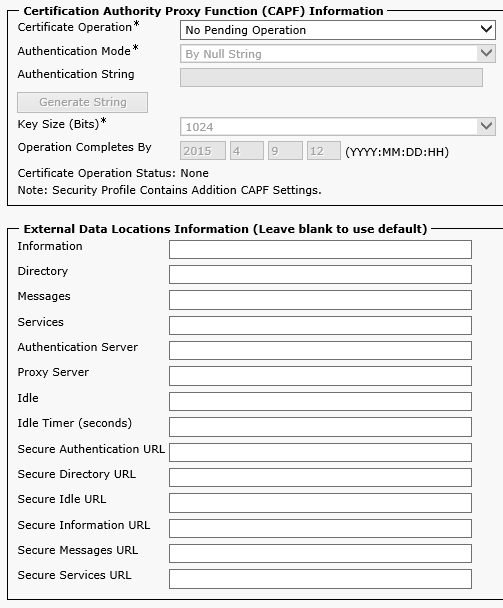 Certification Authority Proxy Function (CAPF) Information
Certificate Operation* No Pending Operation
Authentication Mode* By Null String
Authentication String
Generate String
Key Size (Bits)* 1024
Operation Completes By 2015 4 9 12 (YYYY:MM:DD:HH)
Certificate Operation Status: None
Note: Security Profile Contains Addition CAPF Settings.
External Data Locations Information (Leave blank to use default)
Information
Directory
Messages
Services
Authentication Server
Proxy Server
Idle
Idle Timer (seconds)
Secure Authentication URL
Secure Directory URL
Secure Idle URL
Secure Information URL
Secure Messages URL
Secure Services URL